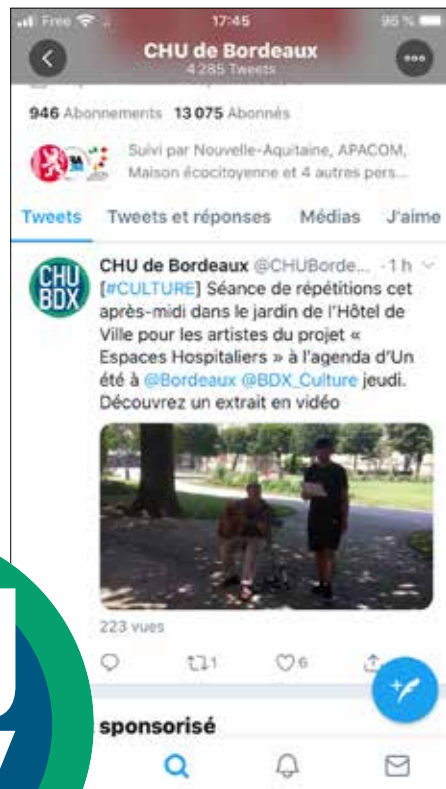 Free 17:45 96 %
CHU de Bordeaux
4 285 Tweets
946 Abonnements 13 075 Abonnés
Suivi par Nouvelle-Aquitaine, APACOM,
Maison écocitoyenne et 4 autres pers...
Tweets Tweets et réponses Médias J'aime
CHU
BDX
CHU de Bordeaux @CHUBorde... · 1 h
[#CULTURE] Séance de répétitions cet
après-midi dans le jardin de l'Hôtel de
Ville pour les artistes du projet «
Espaces Hospitaliers » à l'agenda d'Un
été à @Bordeaux @BDX_Culture jeudi.
Découvrez un extrait en vidéo
223 vues
1 6
sponsorisé